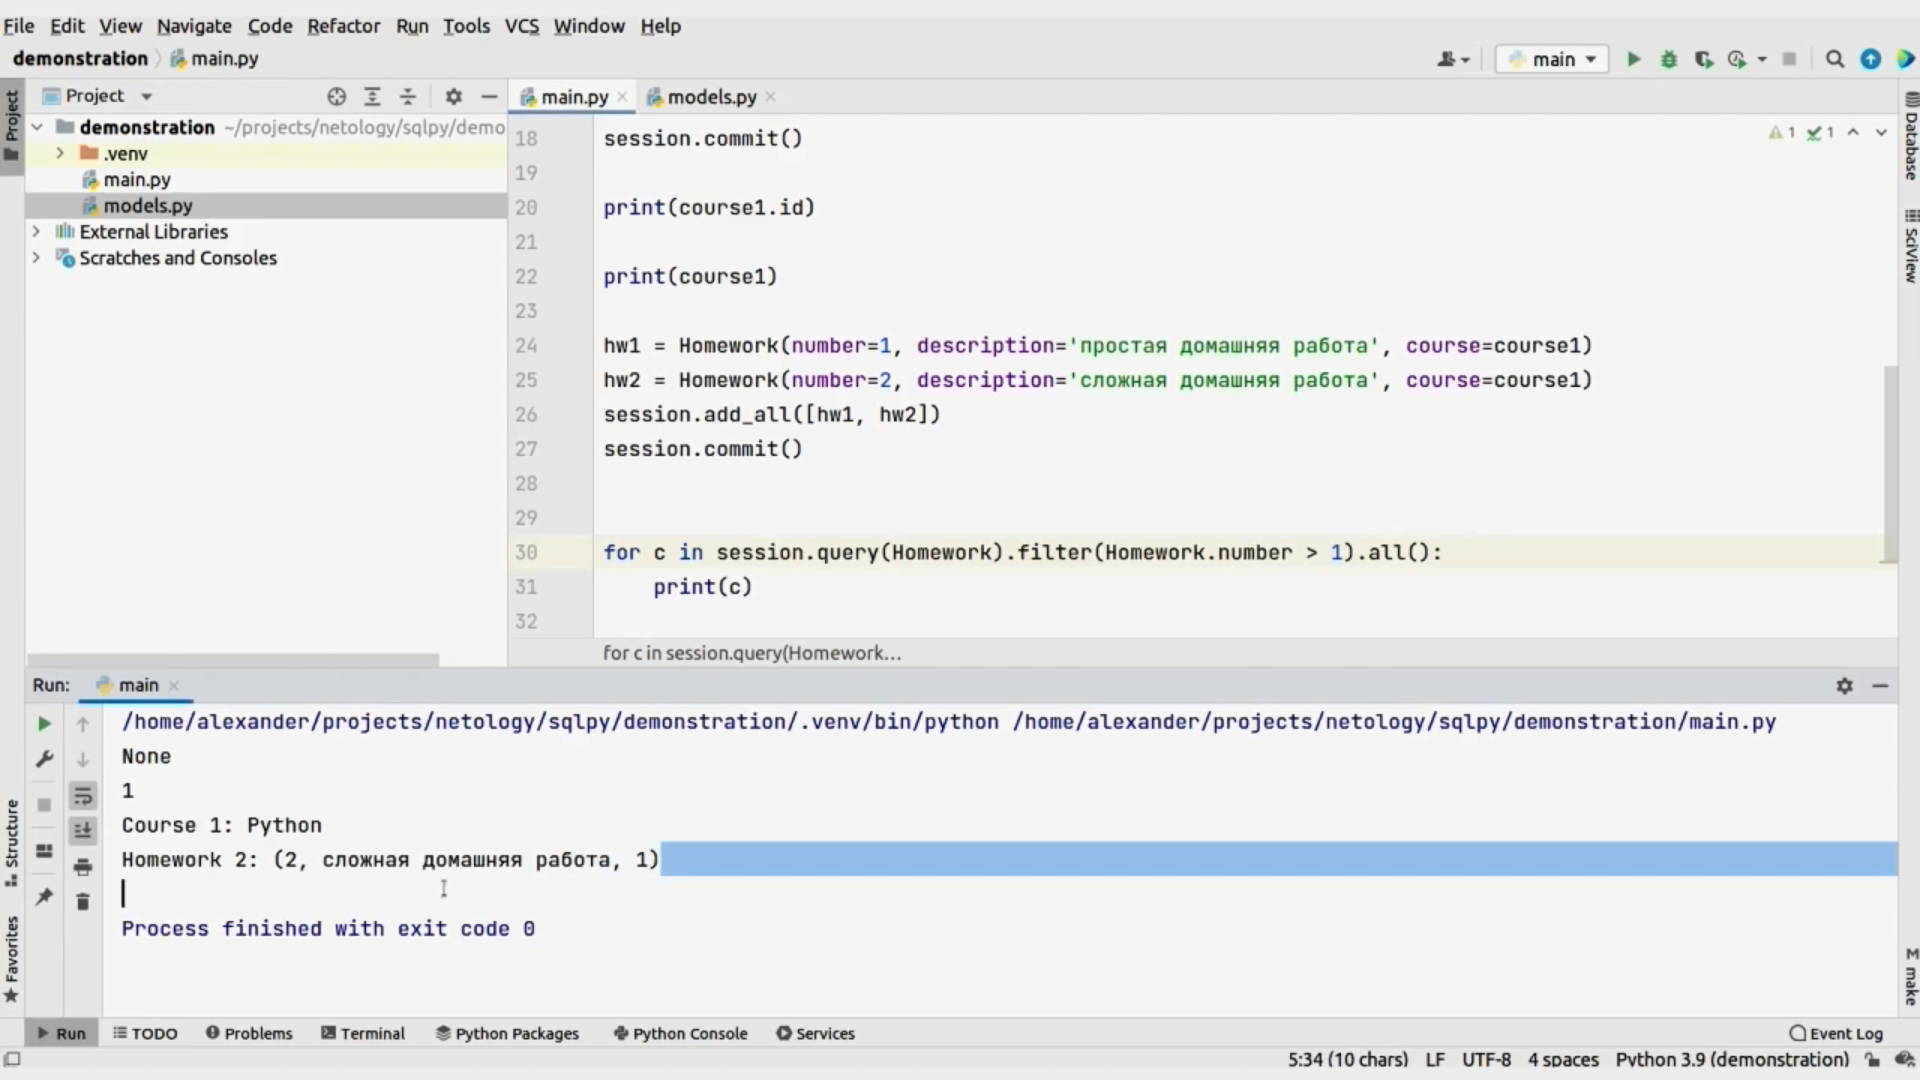 File Edit View Navigate Code Refactor Run Tools VCS Window Help
demonstration main.py
main
Project
main.py
models.py
Project
demonstration ~/projects/netology/sqlpy/demo
.venv
main.py
models.py
External Libraries
Scratches and Consoles
18 session.commit()
19
20 print(course1.id)
21
22 print(course1)
23
24 hw1 = Homework(number=1, description='простая домашняя работа', course=course1)
25 hw2 = Homework(number=2, description='сложная домашняя работа', course=course1)
26 session.add_all([hw1, hw2])
27 session.commit()
28
29
30 for c in session.query(Homework).filter(Homework.number > 1).all():
31 print(c)
32
1 1
for c in session.query(Homework...
Database
SciView
Run: main
/home/alexander/projects/netology/sqlpy/demonstration/.venv/bin/python /home/alexander/projects/netology/sqlpy/demonstration/main.py
None
1
Course 1: Python
Homework 2: (2, сложная домашняя работа, 1)
Process finished with exit code 0
Structure
Favorites
M make
Run TODO Problems Terminal Python Packages Python Console Services Event Log
5:34 (10 chars) LF UTF-8 4 spaces Python 3.9 (demonstration)